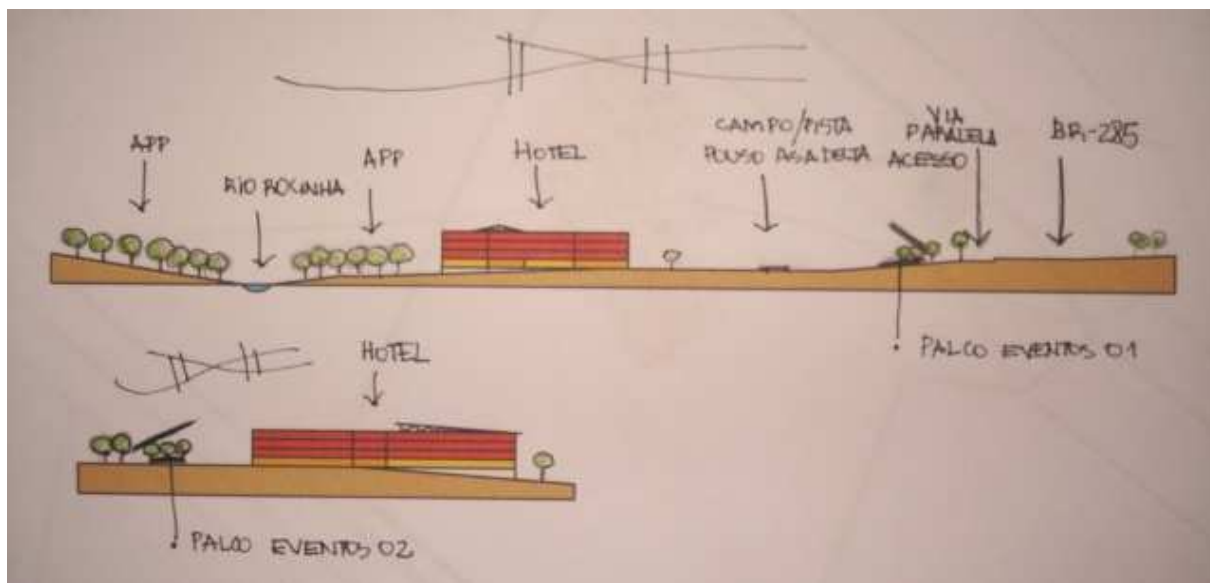 APP
RIO ROCINHA
APP
HOTEL
CAMPO/PISTA
POUSO ASA DELTA
VIA
PARALELA
ACESSO
BR-285
PALCO EVENTOS 01
HOTEL
PALCO EVENTOS 02